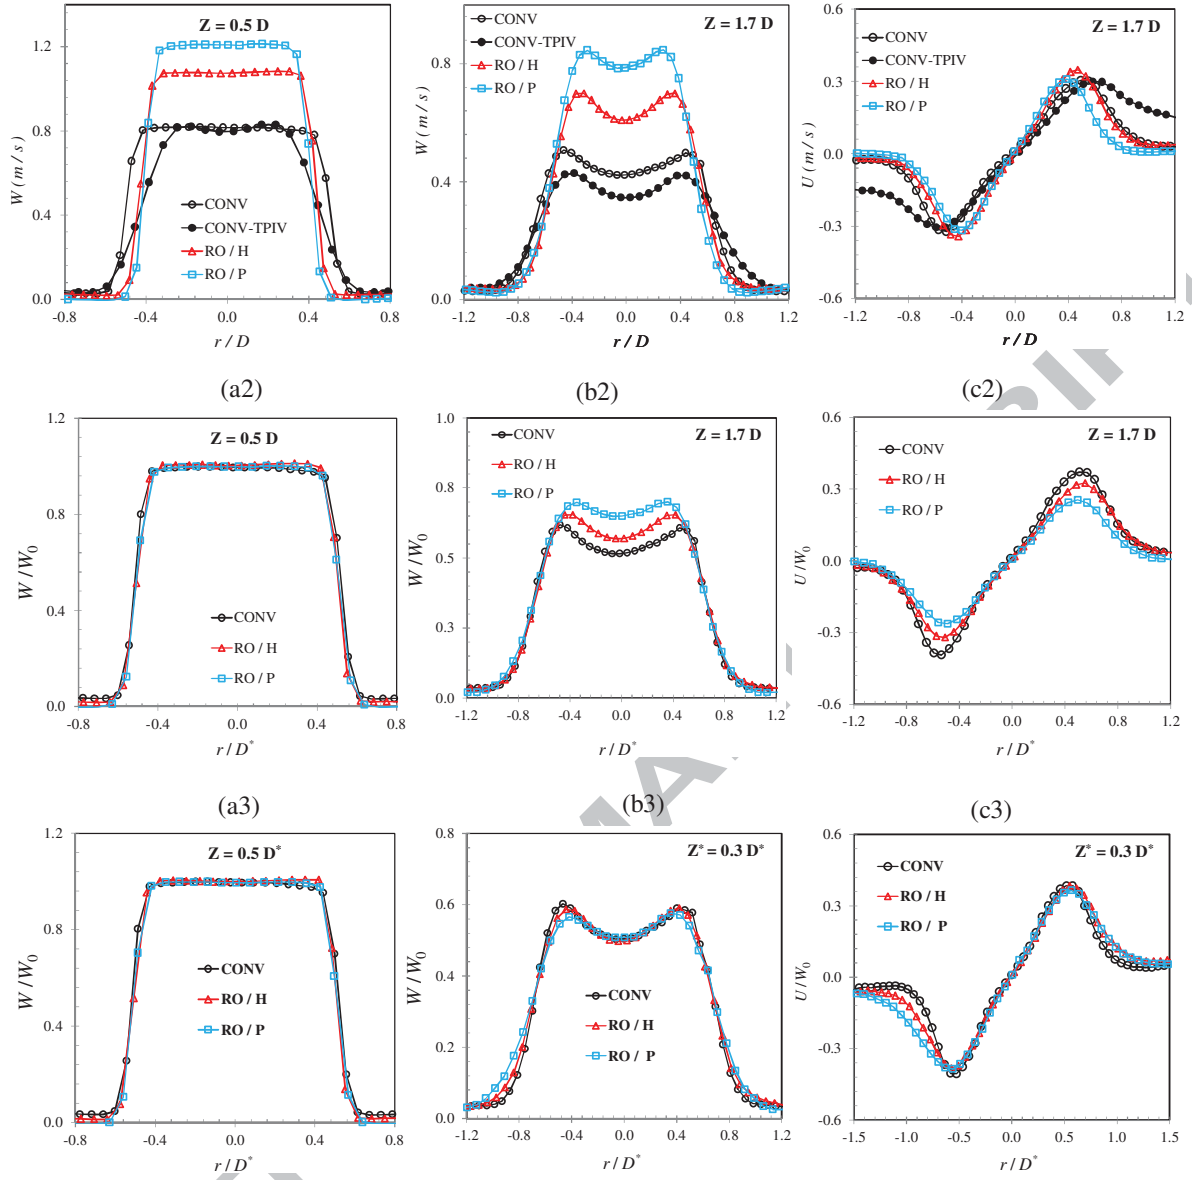 Z = 0.5 D
CONV
CONV-TPIV
RO / H
RO / P
W ( m / s )
1.2
0.8
0.4
0.0
-0.8 -0.4 0.0 0.4 0.8
r / D
Z = 1.7 D
CONV
CONV-TPIV
RO / H
RO / P
W ( m / s )
0.8
0.4
0.0
-1.2 -0.8 -0.4 0.0 0.4 0.8 1.2
r / D
Z = 1.7 D
CONV
CONV-TPIV
RO / H
RO / P
U ( m / s )
0.6
0.3
0.0
-0.3
-0.6
-1.2 -0.8 -0.4 0.0 0.4 0.8 1.2
r / D
(a2)
(b2)
(c2)
Z = 0.5 D
CONV
RO / H
RO / P
W / W0
1.2
0.8
0.4
0.0
-0.8 -0.4 0.0 0.4 0.8
r / D*
Z = 1.7 D
CONV
RO / H
RO / P
W / W0
1.0
0.8
0.5
0.3
0.0
-1.2 -0.8 -0.4 0.0 0.4 0.8 1.2
r / D*
Z = 1.7 D
CONV
RO / H
RO / P
U / W0
0.6
0.3
0.0
-0.3
-0.6
-1.2 -0.8 -0.4 0.0 0.4 0.8 1.2
r / D*
(a3)
(b3)
(c3)
Z = 0.5 D*
CONV
RO / H
RO / P
W / W0
1.2
0.8
0.4
0.0
-0.8 -0.4 0.0 0.4 0.8
r / D*
Z* = 0.3 D*
CONV
RO / H
RO / P
W / W0
0.8
0.6
0.4
0.2
0.0
-1.2 -0.8 -0.4 0.0 0.4 0.8 1.2
r / D*
Z* = 0.3 D*
CONV
RO / H
RO / P
U / W0
0.6
0.3
0.0
-0.3
-0.6
-1.5 -1.0 -0.5 0.0 0.5 1.0 1.5
r / D*